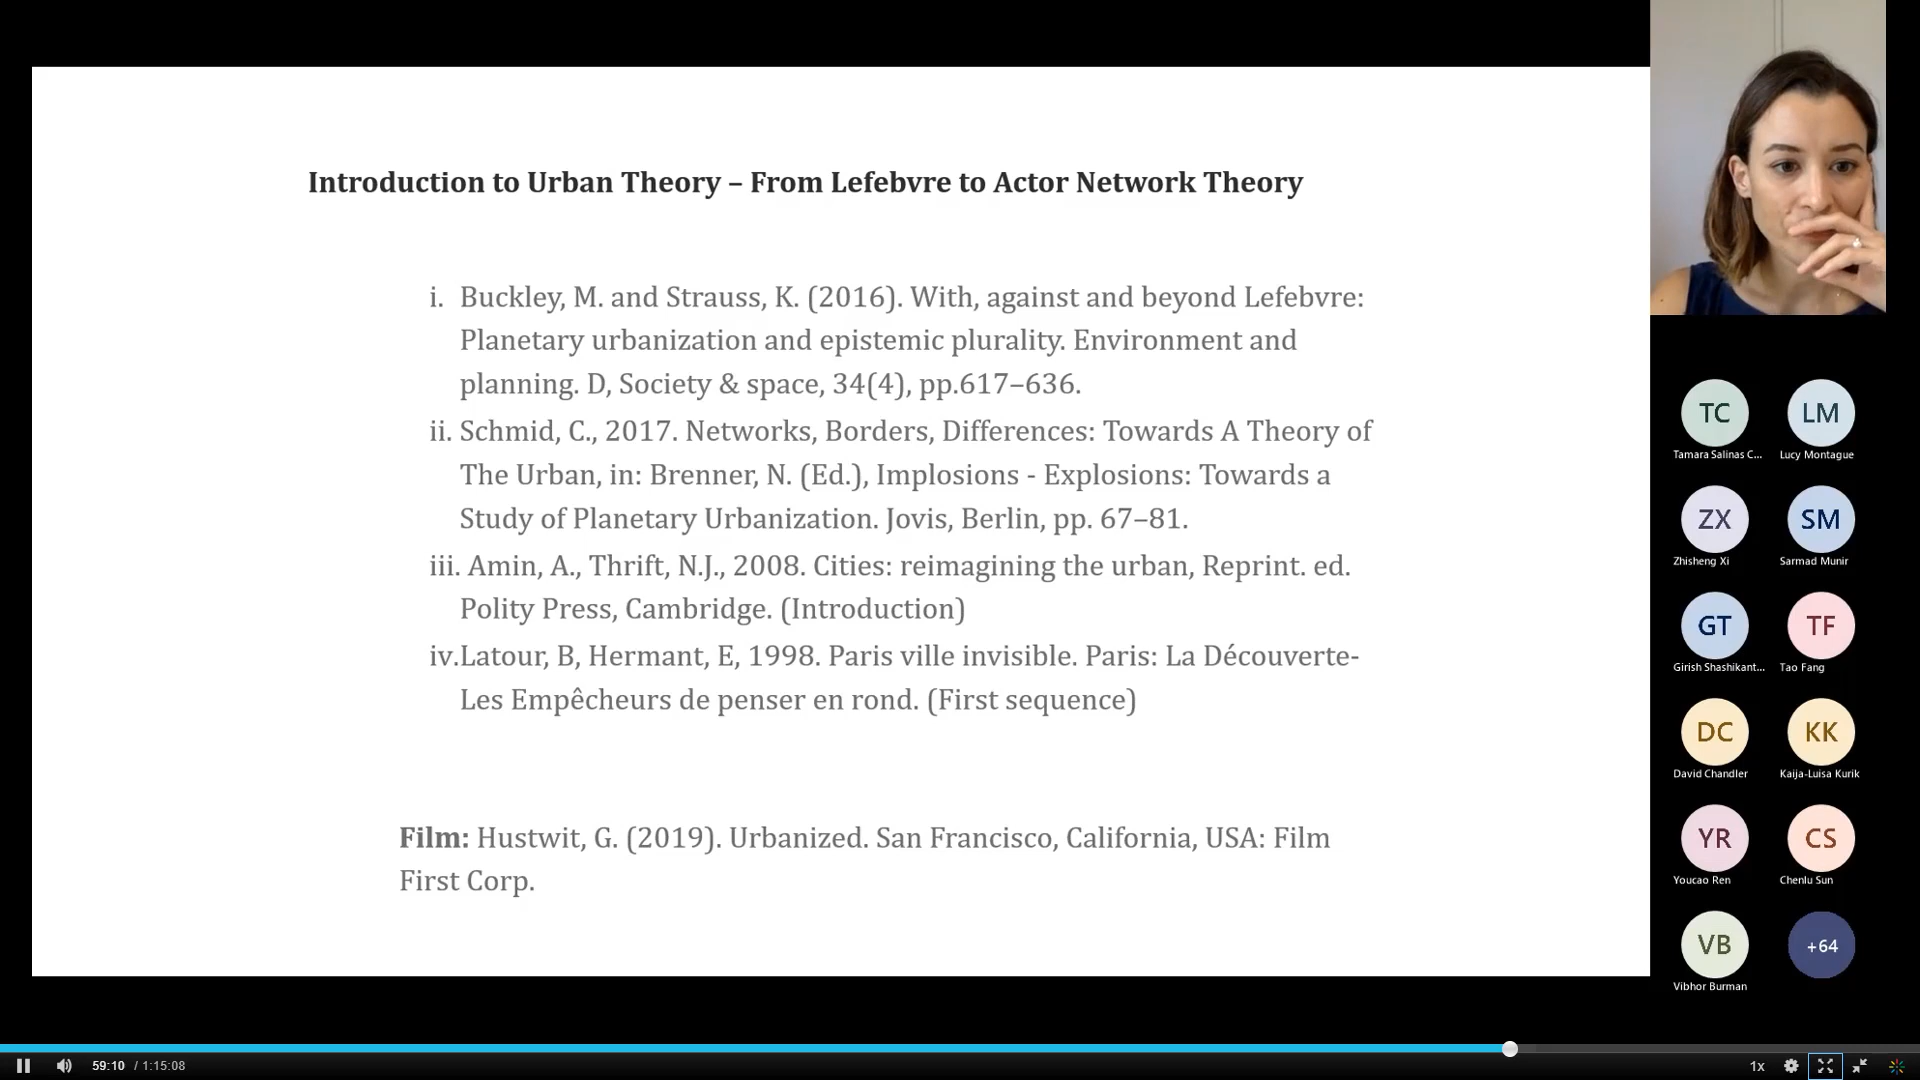 Introduction to Urban Theory – From Lefebvre to Actor Network Theory
i. Buckley, M. and Strauss, K. (2016). With, against and beyond Lefebvre:
Planetary urbanization and epistemic plurality. Environment and
planning. D, Society & space, 34(4), pp.617–636.
ii. Schmid, C., 2017. Networks, Borders, Differences: Towards A Theory of
The Urban, in: Brenner, N. (Ed.), Implosions - Explosions: Towards a
Study of Planetary Urbanization. Jovis, Berlin, pp. 67–81.
iii. Amin, A., Thrift, N.J., 2008. Cities: reimagining the urban, Reprint. ed.
Polity Press, Cambridge. (Introduction)
iv.Latour, B, Hermant, E, 1998. Paris ville invisible. Paris: La Découverte-
Les Empêcheurs de penser en rond. (First sequence)
Film: Hustwit, G. (2019). Urbanized. San Francisco, California, USA: Film
First Corp.
TC LM
Tamara Salinas C... Lucy Montague
ZX SM
Zhisheng Xi Sarmad Munir
GT TF
Girish Shashikant... Tao Fang
DC KK
David Chandler Kaija-Luisa Kurik
YR CS
Youcao Ren Chenlu Sun
VB +64
Vibhor Burman
59:10 / 1:15:08 1x